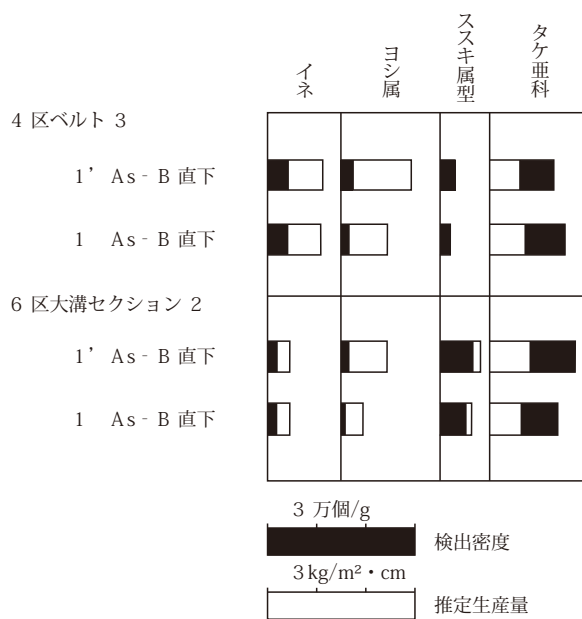 イネ
ヨシ属
ススキ属型
タケ亜科
4 区ベルト 3
1’ As‐B 直下
1 As‐B 直下
6 区大溝セクション 2
1’ As‐B 直下
1 As‐B 直下
3 万個/g
検出密度
3kg/m²・cm
推定生産量